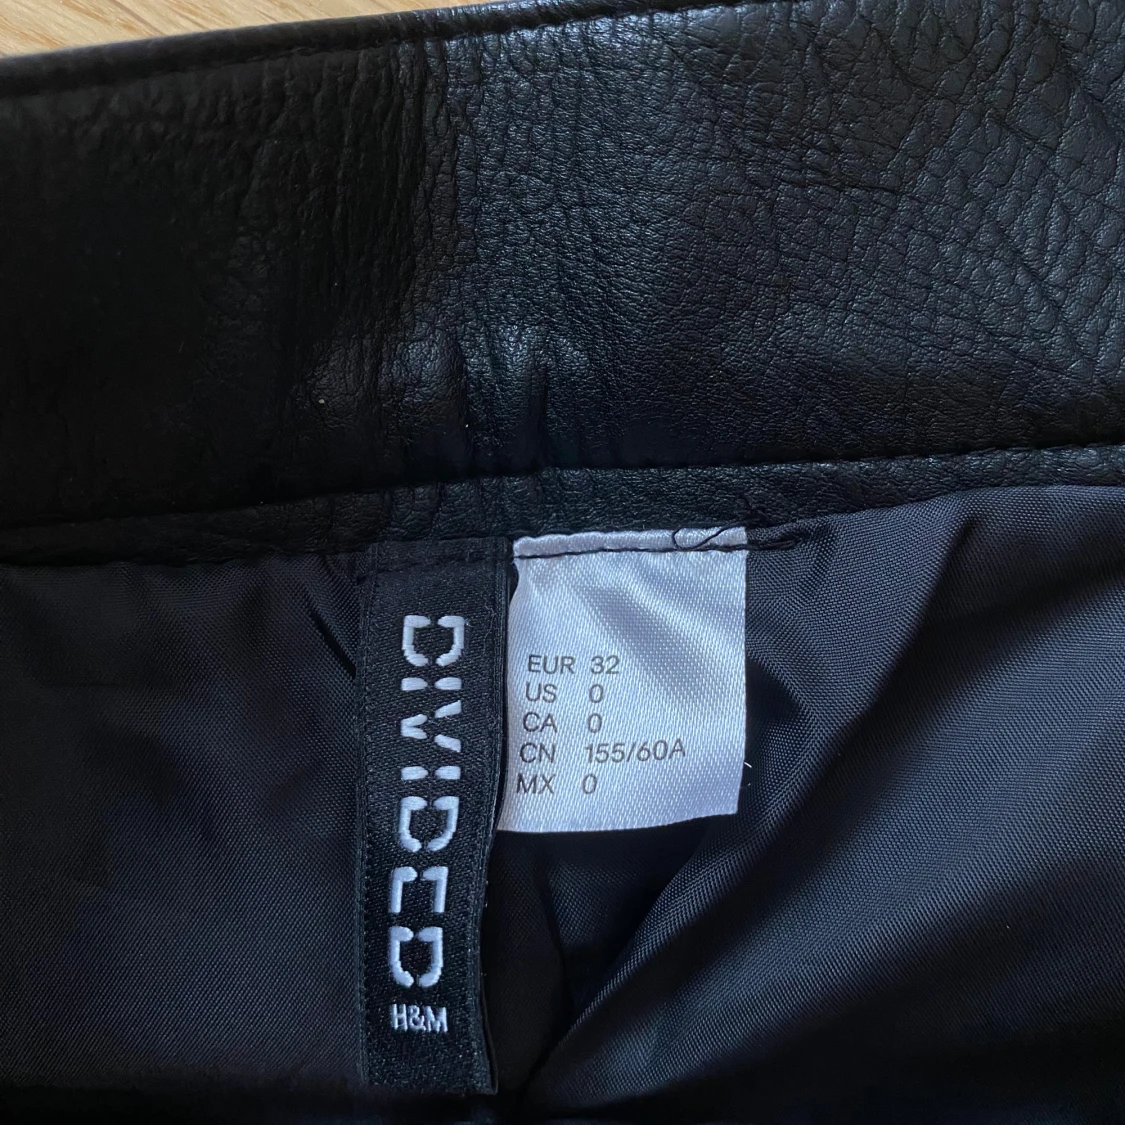 DIVIDED
H&M
EUR 32
US 0
CA 0
CN 155/60A
MX 0